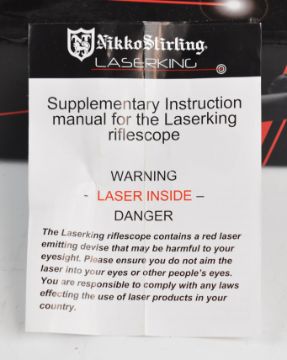 Nikko Stirling
LASERKING
Supplementary Instruction
manual for the Laserking
riflescope
WARNING
- LASER INSIDE –
DANGER
The Laserking riflescope contains a red laser
emitting devise that may be harmful to your
eyesight. Please ensure you do not aim the
laser into your eyes or other people's eyes.
You are responsible to comply with any laws
effecting the use of laser products in your
country.